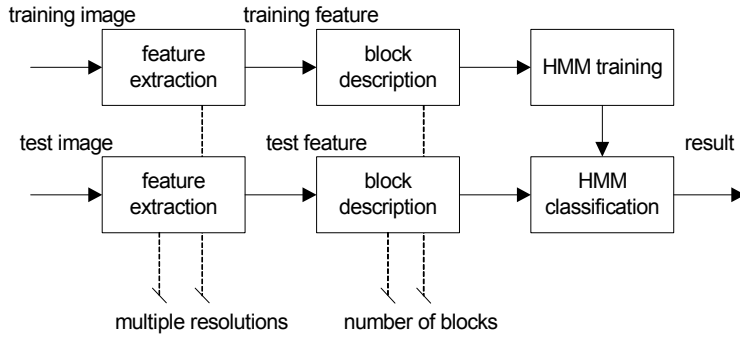 training image
training feature
feature
extraction
block
description
HMM training
test image
test feature
result
feature
extraction
block
description
HMM
classification
multiple resolutions
number of blocks